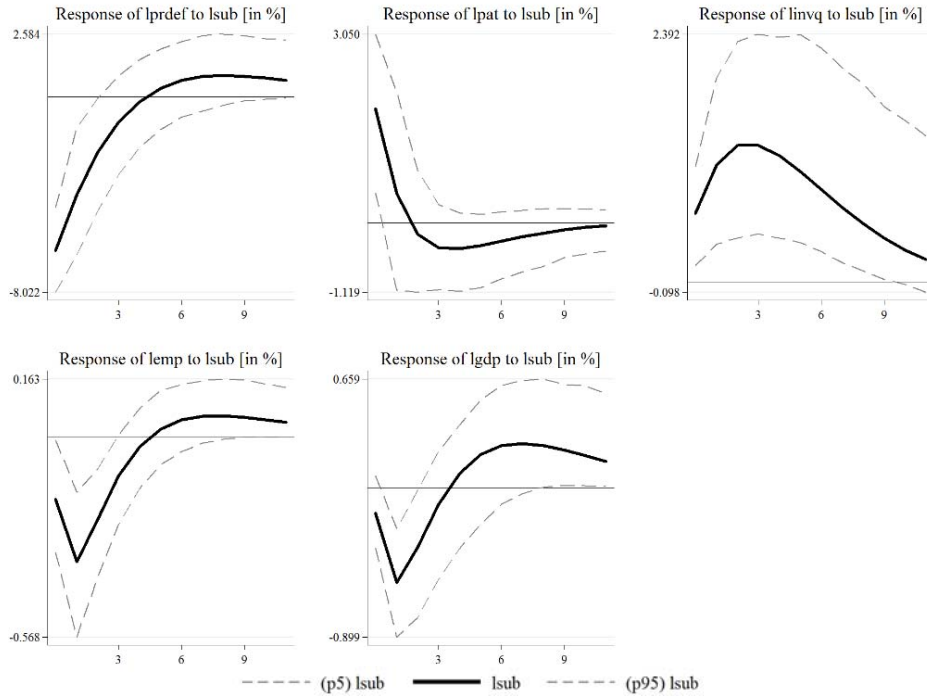 Response of lprdef to lsub [in %]
2.584
-8.022
3 6 9
Response of lpat to lsub [in %]
3.050
-1.119
3 6 9
Response of linvq to lsub [in %]
2.392
-0.098
3 6 9
Response of lemp to lsub [in %]
0.163
-0.568
3 6 9
Response of lgdp to lsub [in %]
0.659
-0.899
3 6 9
(p5) lsub lsub (p95) lsub